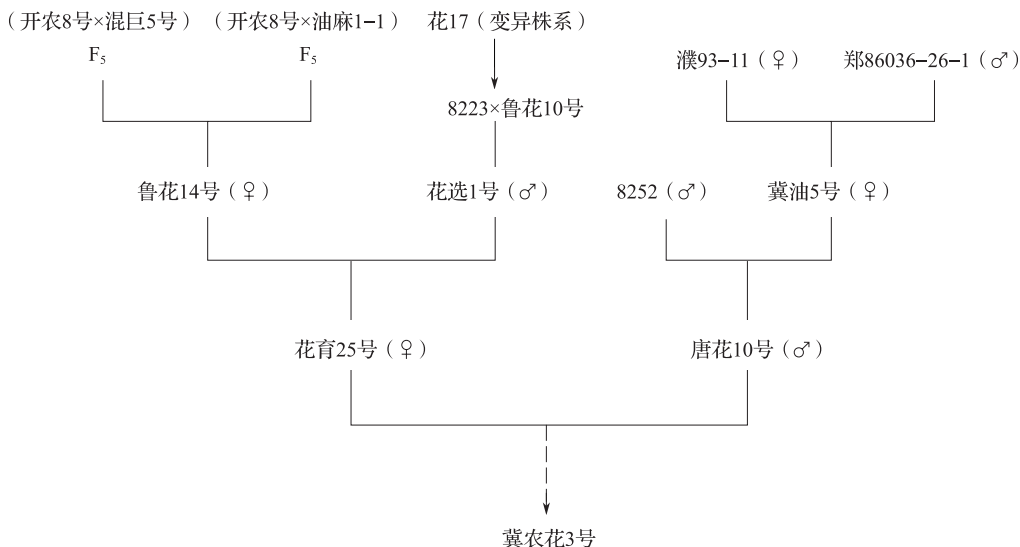 （开农8号×混巨5号） （开农8号×油麻1-1） 花17（变异株系）
F₅ F₅
濮93-11（♀） 郑86036-26-1（♂）
8223×鲁花10号
鲁花14号（♀） 花选1号（♂） 8252（♂） 冀油5号（♀）
花育25号（♀） 唐花10号（♂）
冀农花3号